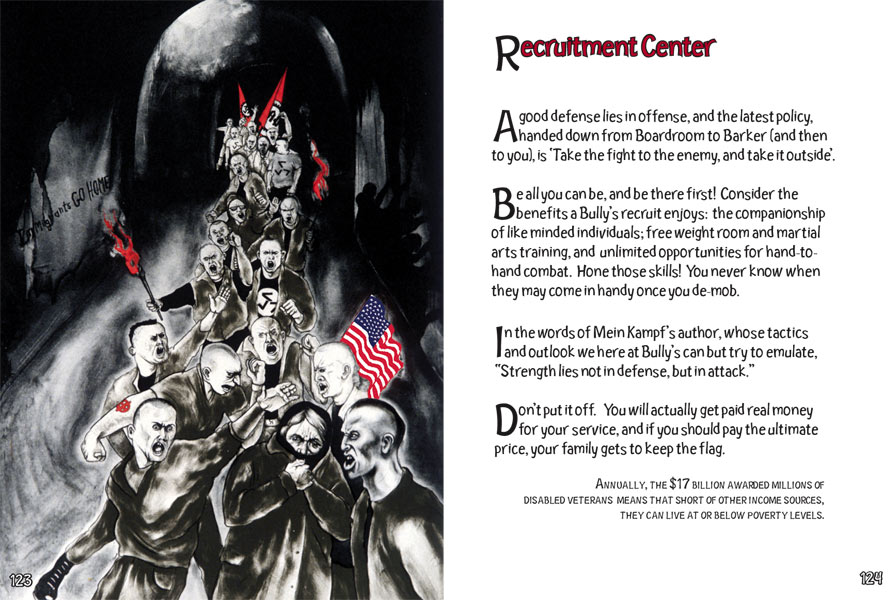 Immigrants GO HOME
123
Recruitment Center
A good defense lies in offense, and the latest policy,
handed down from Boardroom to Barker (and then
to you), is ‘Take the fight to the enemy, and take it outside’.
Be all you can be, and be there first! Consider the
benefits a Bully’s recruit enjoys: the companionship
of like minded individuals; free weight room and martial
arts training, and unlimited opportunities for hand-to-
hand combat. Hone those skills! You never know when
they may come in handy once you de-mob.
In the words of Mein Kampf’s author, whose tactics
and outlook we here at Bully’s can but try to emulate,
“Strength lies not in defense, but in attack.”
Don’t put it off. You will actually get paid real money
for your service, and if you should pay the ultimate
price, your family gets to keep the flag.
Annually, the $17 billion awarded millions of
disabled veterans means that short of other income sources,
they can live at or below poverty levels.
124